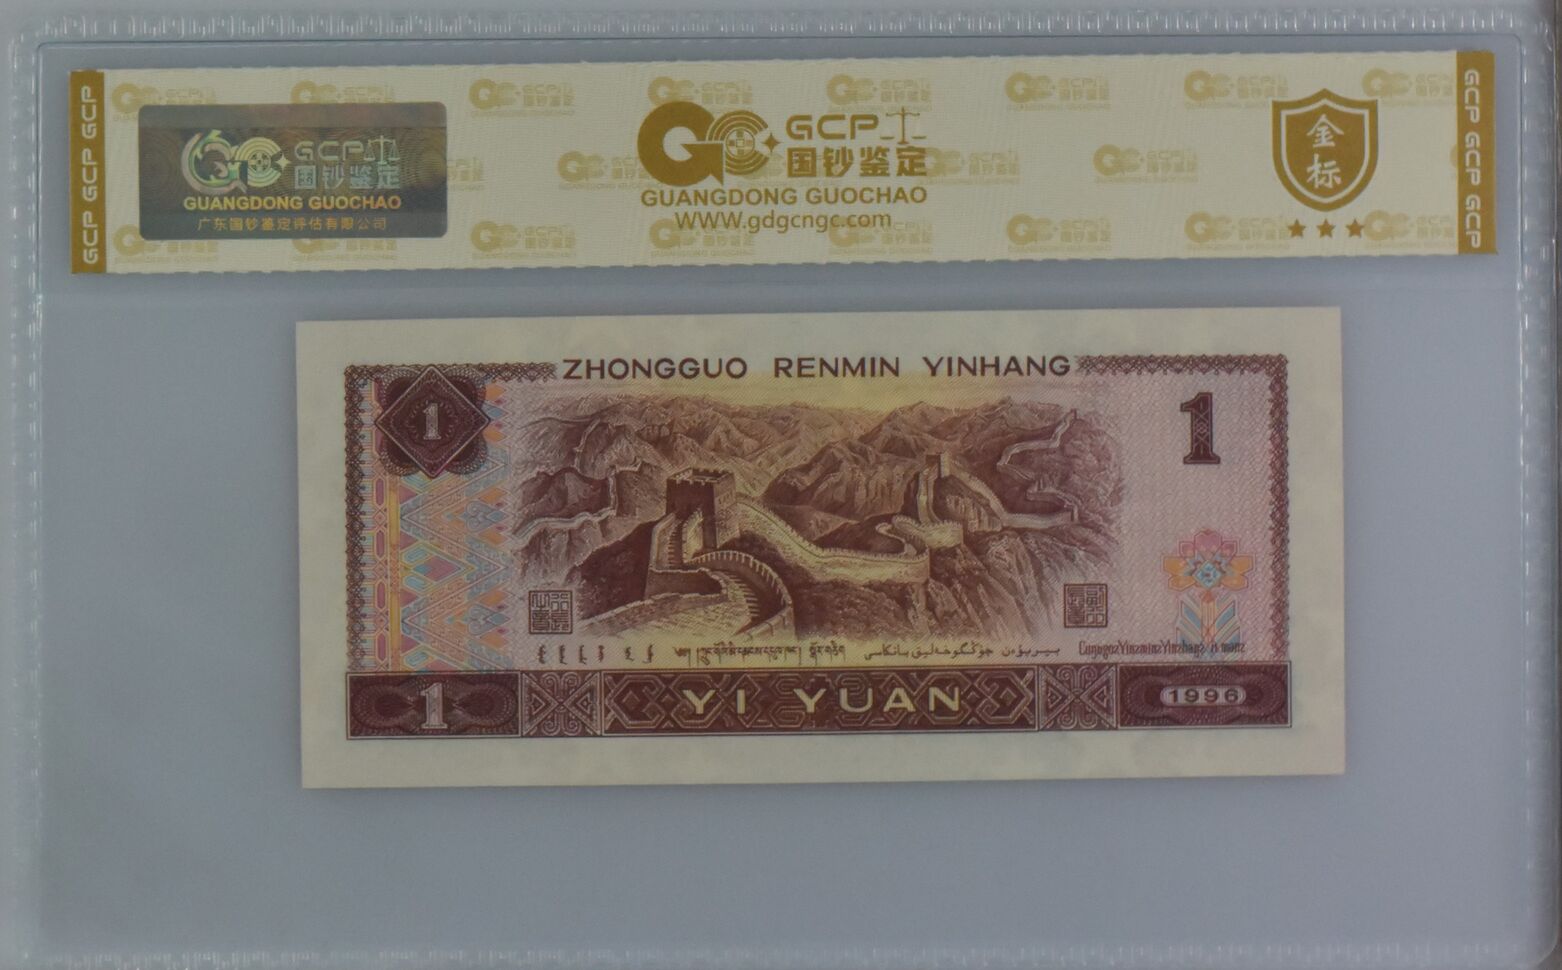 GCP GCP GCP
GCP
国钞鉴定
GUANGDONG GUOCHAO
广东国钞鉴定评估有限公司
GCP
国钞鉴定
GUANGDONG GUOCHAO
WWW.gdgcngc.com
金标
GCP GCP GCP
ZHONGGUO RENMIN YINHANG
1
1
1 YI YUAN 1996